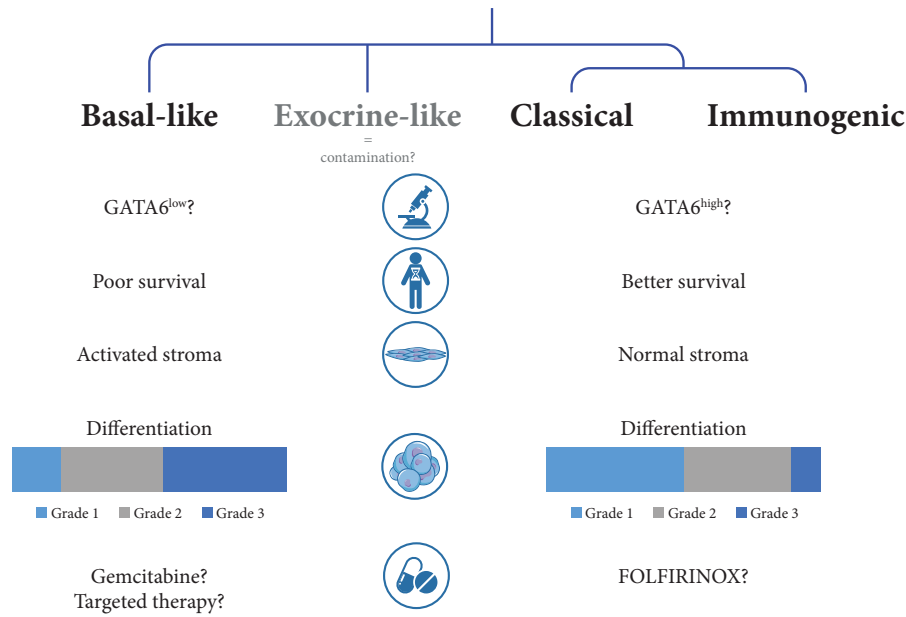 Basal-like
Exocrine-like
=
contamination?
Classical
Immunogenic
GATA6low?
GATA6high?
Poor survival
Better survival
Activated stroma
Normal stroma
Differentiation
Differentiation
Grade 1 Grade 2 Grade 3
Grade 1 Grade 2 Grade 3
Gemcitabine?
Targeted therapy?
FOLFIRINOX?